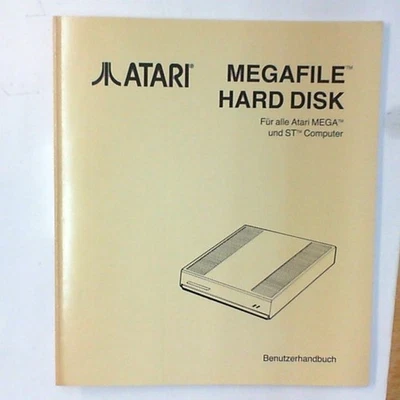 ATARI®
MEGAFILE™
HARD DISK
Für alle Atari MEGA™
und ST™ Computer
Benutzerhandbuch